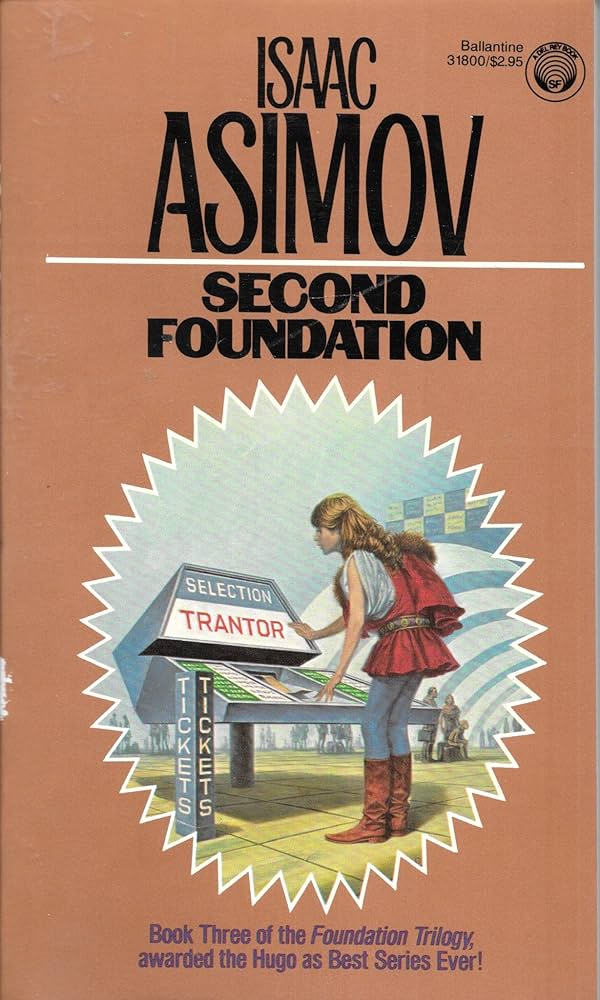 ISAAC
ASIMOV
Ballantine
31800/$2.95
A DEL REY BOOK
SF
SECOND
FOUNDATION
SELECTION
TRANTOR
TICKETS
TICKETS
Book Three of the Foundation Trilogy,
awarded the Hugo as Best Series Ever!